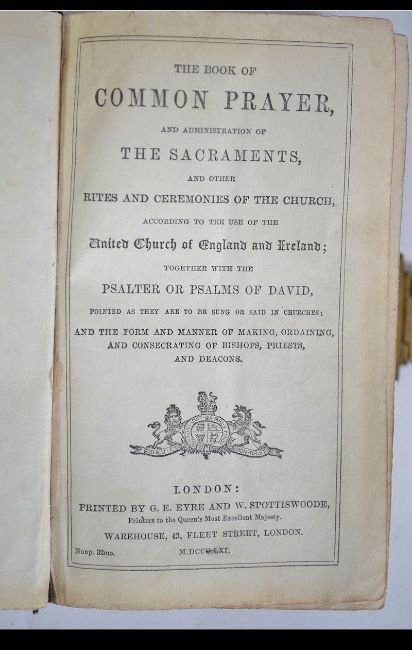 THE BOOK OF
COMMON PRAYER,
AND ADMINISTRATION OF
THE SACRAMENTS,
AND OTHER
RITES AND CEREMONIES OF THE CHURCH,
ACCORDING TO THE USE OF THE
United Church of England and Ireland;
TOGETHER WITH THE
PSALTER OR PSALMS OF DAVID,
POINTED AS THEY ARE TO BE SUNG OR SAID IN CHURCHES;
AND THE FORM AND MANNER OF MAKING, ORDAINING,
AND CONSECRATING OF BISHOPS, PRIESTS,
AND DEACONS.
LONDON:
PRINTED BY G. E. EYRE AND W. SPOTTISWOODE,
Printers to the Queen's Most Excellent Majesty.
WAREHOUSE, 43, FLEET STREET, LONDON.
Nonp. 32mo.